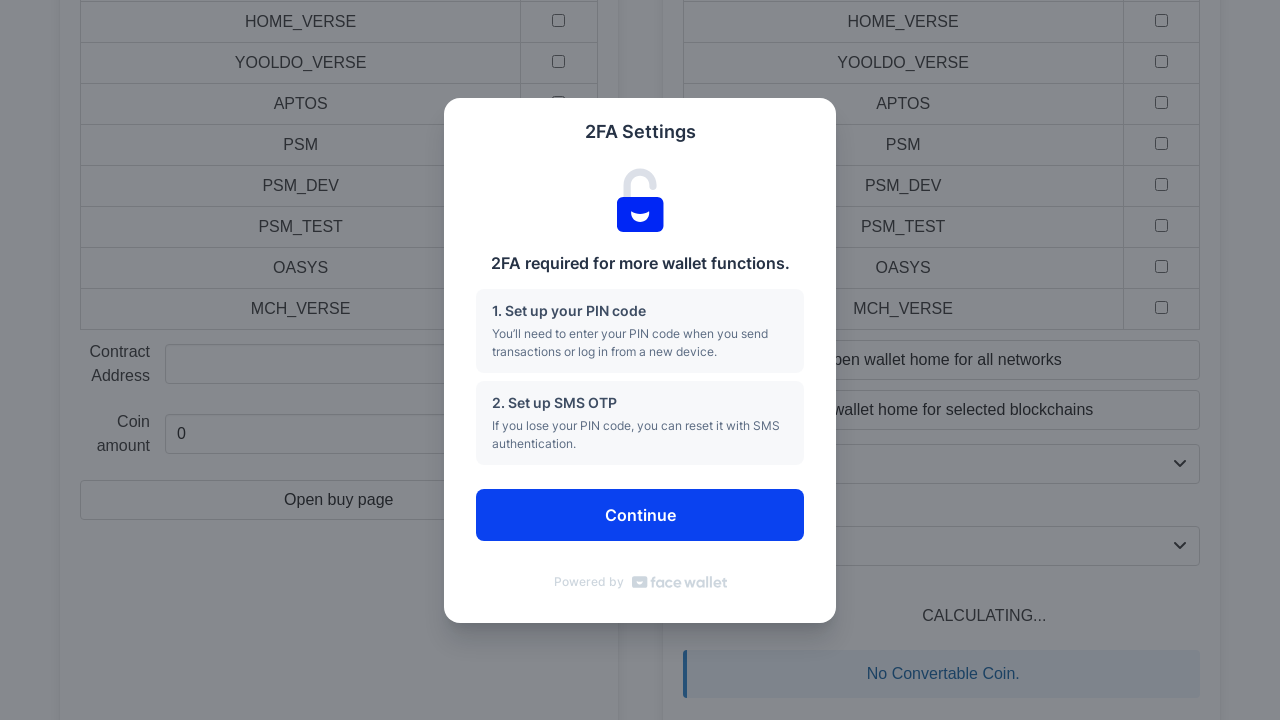 HOME_VERSE
YOOLDO_VERSE
APTOS
PSM
PSM_DEV
PSM_TEST
OASYS
MCH_VERSE
Contract
Address
Coin
amount
0
Open buy page
2FA Settings
2FA required for more wallet functions.
1. Set up your PIN code
You'll need to enter your PIN code when you send
transactions or log in from a new device.
2. Set up SMS OTP
If you lose your PIN code, you can reset it with SMS
authentication.
Continue
Powered by face wallet
HOME_VERSE
YOOLDO_VERSE
APTOS
PSM
PSM_DEV
PSM_TEST
OASYS
MCH_VERSE
wallet home for all networks
wallet home for selected blockchains
CALCULATING...
No Convertable Coin.